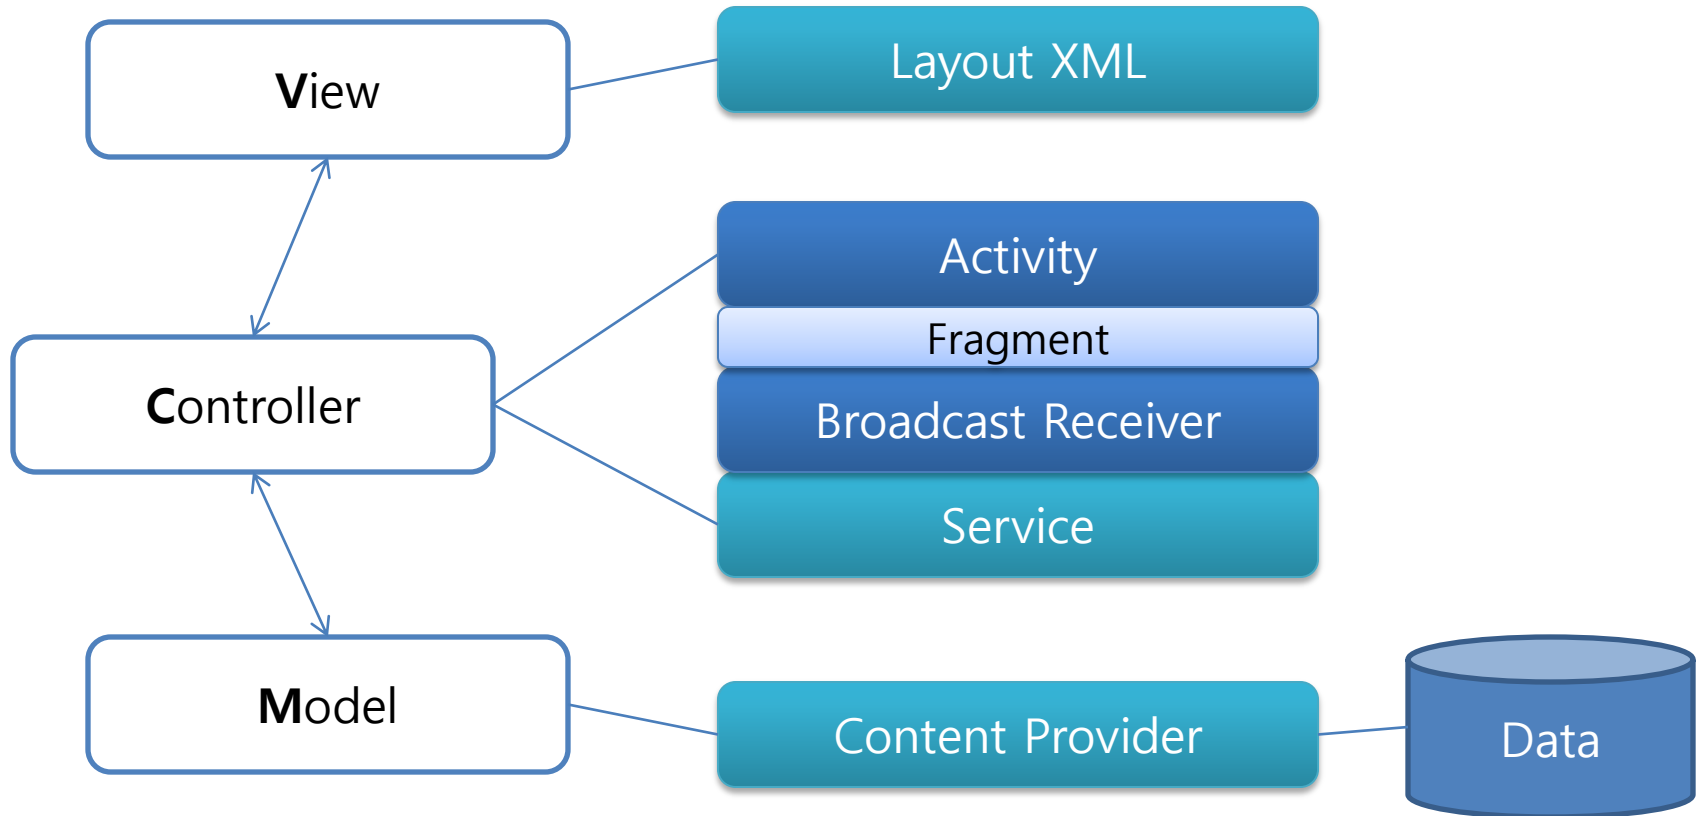 View
Layout XML
Activity
Fragment
Controller
Broadcast Receiver
Service
Model
Content Provider
Data